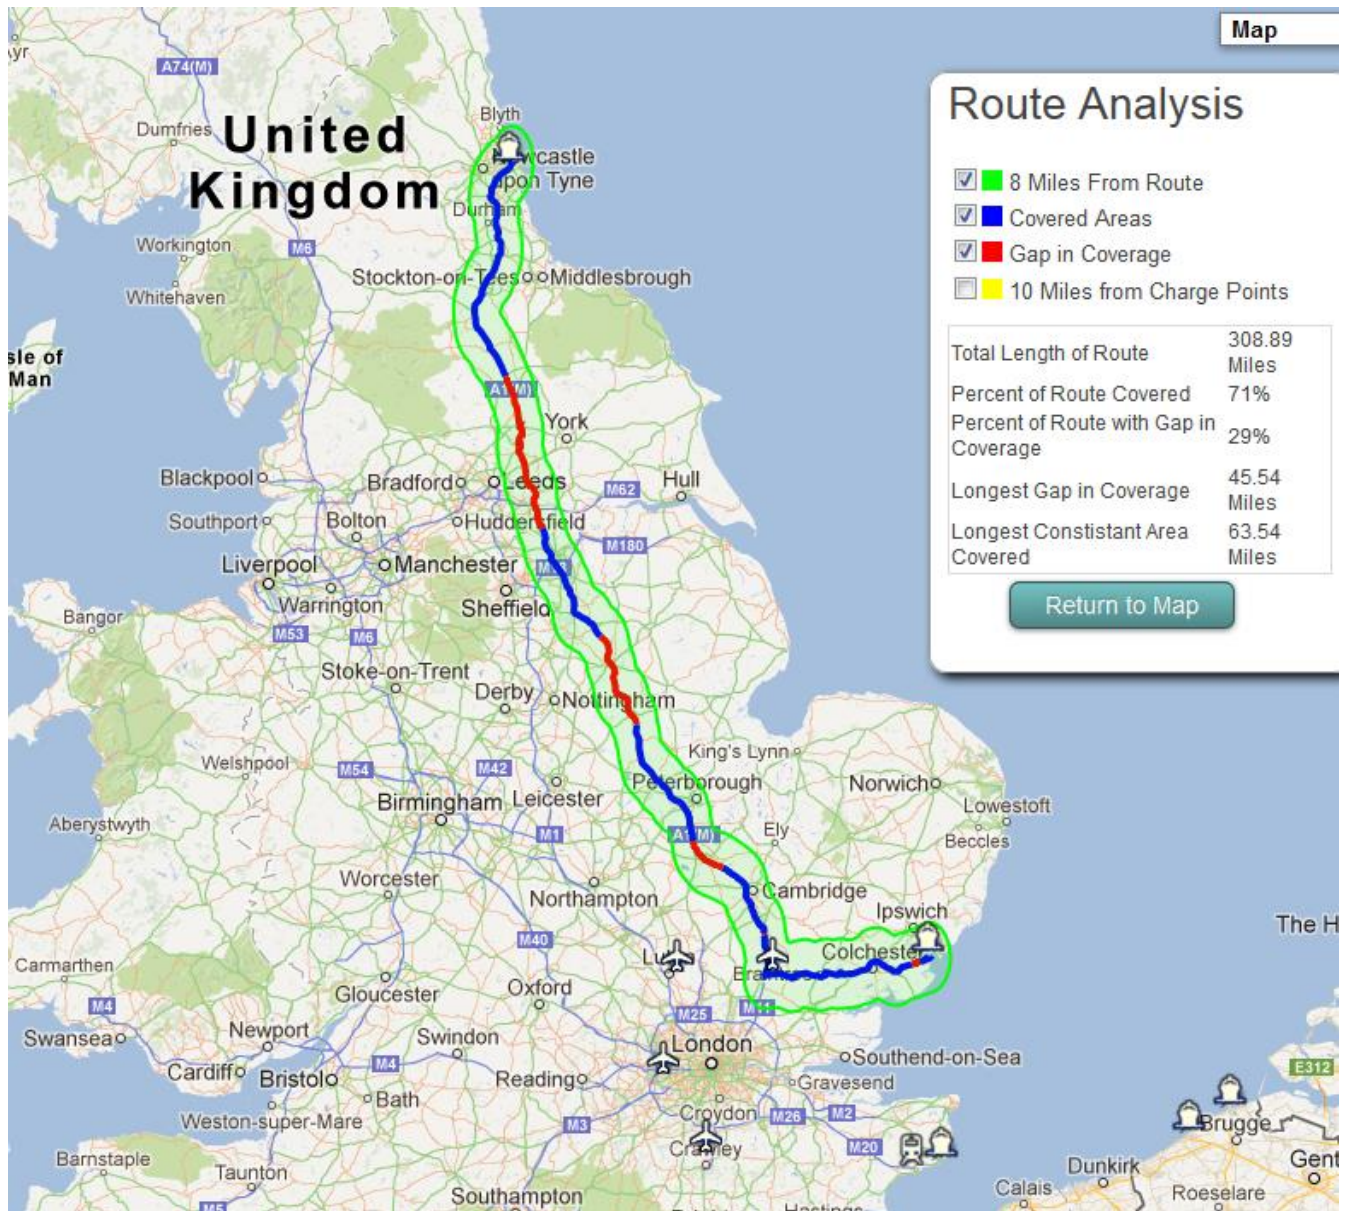 Map
Route Analysis
8 Miles From Route
Covered Areas
Gap in Coverage
10 Miles from Charge Points
Total Length of Route 308.89
Miles
Percent of Route Covered 71%
Percent of Route with Gap in
Coverage 29%
Longest Gap in Coverage 45.54
Miles
Longest Constistant Area
Covered 63.54
Miles
Return to Map
yr
A74(M)
Blyth
Dumfries
United
Kingdom
wcastle
upon Tyne
Durham
Workington
M6
Whitehaven
Stockton-on-Tees
Middlesbrough
sle of
Man
A1(M)
York
Blackpool
Bradford
Leeds
M62
Hull
Southport
Bolton
Huddersfield
M180
Liverpool
Manchester
Warrington
Sheffield
Bangor
M53
M6
Stoke-on-Trent
Derby
Nottingham
King's Lynn
Welshpool
M54
M42
Peterborough
Norwich
Birmingham
Leicester
Lowestoft
Aberystwyth
M1
A1(M)
Ely
Beccles
Worcester
Cambridge
Northampton
Ipswich
The H
M40
Colchester
Carmarthen
Gloucester
Oxford
M4
M25
M11
Swansea
Newport
Swindon
London
Southend-on-Sea
Cardiff
Bristol
M4
Reading
Gravesend
E312
Bath
Weston-super-Mare
Croydon
M26
M2
M3
Crawley
M20
Brugge
Barnstaple
Taunton
Dunkirk
Gent
M5
Southampton
Hastings
Calais
Roeselare